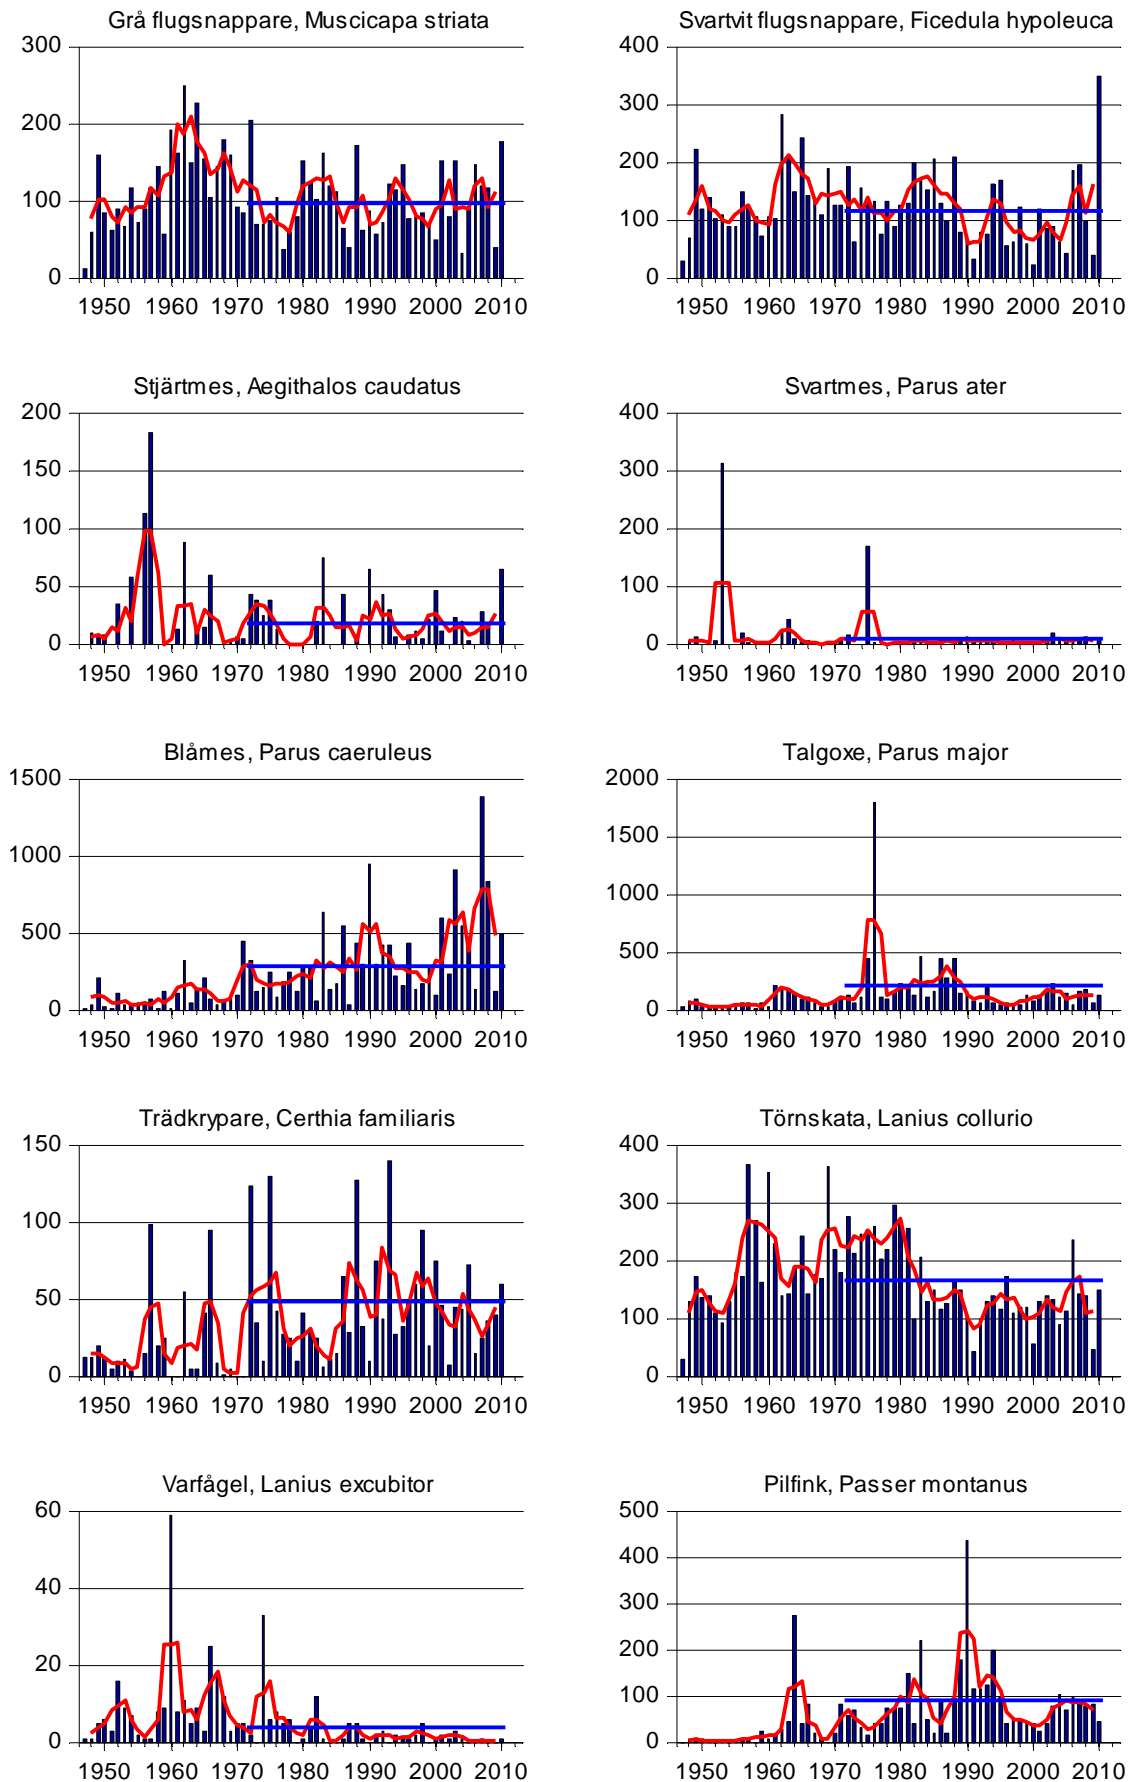 Grå flugsnappare, Muscicapa striata
300
200
100
0
1950 1960 1970 1980 1990 2000 2010
Svartvit flugsnappare, Ficedula hypoleuca
400
300
200
100
0
1950 1960 1970 1980 1990 2000 2010
Stjärtmes, Aegithalos caudatus
200
150
100
50
0
1950 1960 1970 1980 1990 2000 2010
Svartmes, Parus ater
400
300
200
100
0
1950 1960 1970 1980 1990 2000 2010
Blåmes, Parus caeruleus
1500
1000
500
0
1950 1960 1970 1980 1990 2000 2010
Talgoxe, Parus major
2000
1500
1000
500
0
1950 1960 1970 1980 1990 2000 2010
Trädkrypare, Certhia familiaris
150
100
50
0
1950 1960 1970 1980 1990 2000 2010
Törnskata, Lanius collurio
400
300
200
100
0
1950 1960 1970 1980 1990 2000 2010
Varfågel, Lanius excubitor
60
40
20
0
1950 1960 1970 1980 1990 2000 2010
Pilfink, Passer montanus
500
400
300
200
100
0
1950 1960 1970 1980 1990 2000 2010